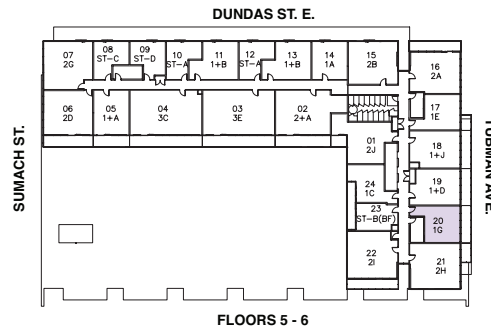 DUNDAS ST. E.
07
2G
08
ST-C
09
ST-D
10
ST-A
11
1+B
12
ST-A
13
1+B
14
1A
15
2B
16
2A
17
1E
06
2D
05
1+A
04
3C
03
3E
02
2+A
01
2J
18
1+J
19
1+D
24
1C
23
ST-B(BF)
20
1G
22
2I
21
2H
SUMACH ST.
TUBMAN AVE.
FLOORS 5 - 6